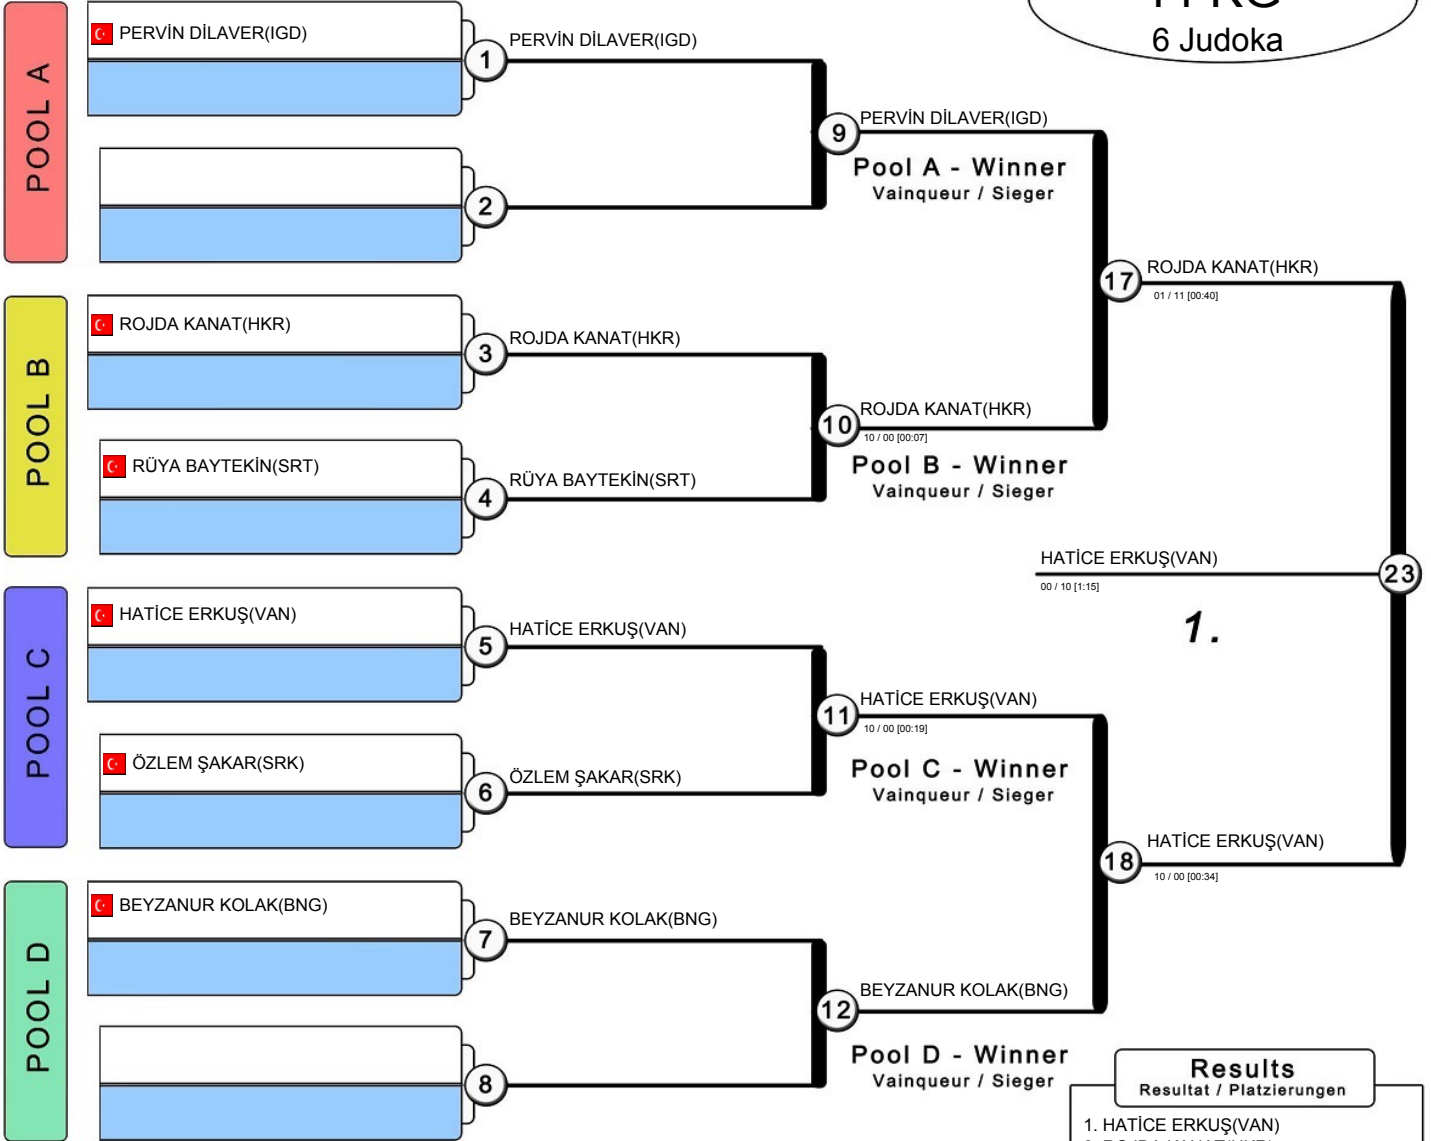 6 Judoka
POOL A
PERVİN DİLAVER(IGD)
1
PERVİN DİLAVER(IGD)
2
9
PERVİN DİLAVER(IGD)
Pool A - Winner
Vainqueur / Sieger
POOL B
ROJDA KANAT(HKR)
3
ROJDA KANAT(HKR)
RÜYA BAYTEKİN(SRT)
4
RÜYA BAYTEKİN(SRT)
10
ROJDA KANAT(HKR)
10 / 00 [00:07]
Pool B - Winner
Vainqueur / Sieger
17
ROJDA KANAT(HKR)
01 / 11 [00:40]
POOL C
HATİCE ERKUŞ(VAN)
5
HATİCE ERKUŞ(VAN)
ÖZLEM ŞAKAR(SRK)
6
ÖZLEM ŞAKAR(SRK)
11
HATİCE ERKUŞ(VAN)
10 / 00 [00:19]
Pool C - Winner
Vainqueur / Sieger
POOL D
BEYZANUR KOLAK(BNG)
7
BEYZANUR KOLAK(BNG)
8
12
BEYZANUR KOLAK(BNG)
Pool D - Winner
Vainqueur / Sieger
18
HATİCE ERKUŞ(VAN)
10 / 00 [00:34]
HATİCE ERKUŞ(VAN)
23
00 / 10 [1:15]
1.
Results
Resultat / Platzierungen
1. HATİCE ERKUŞ(VAN)